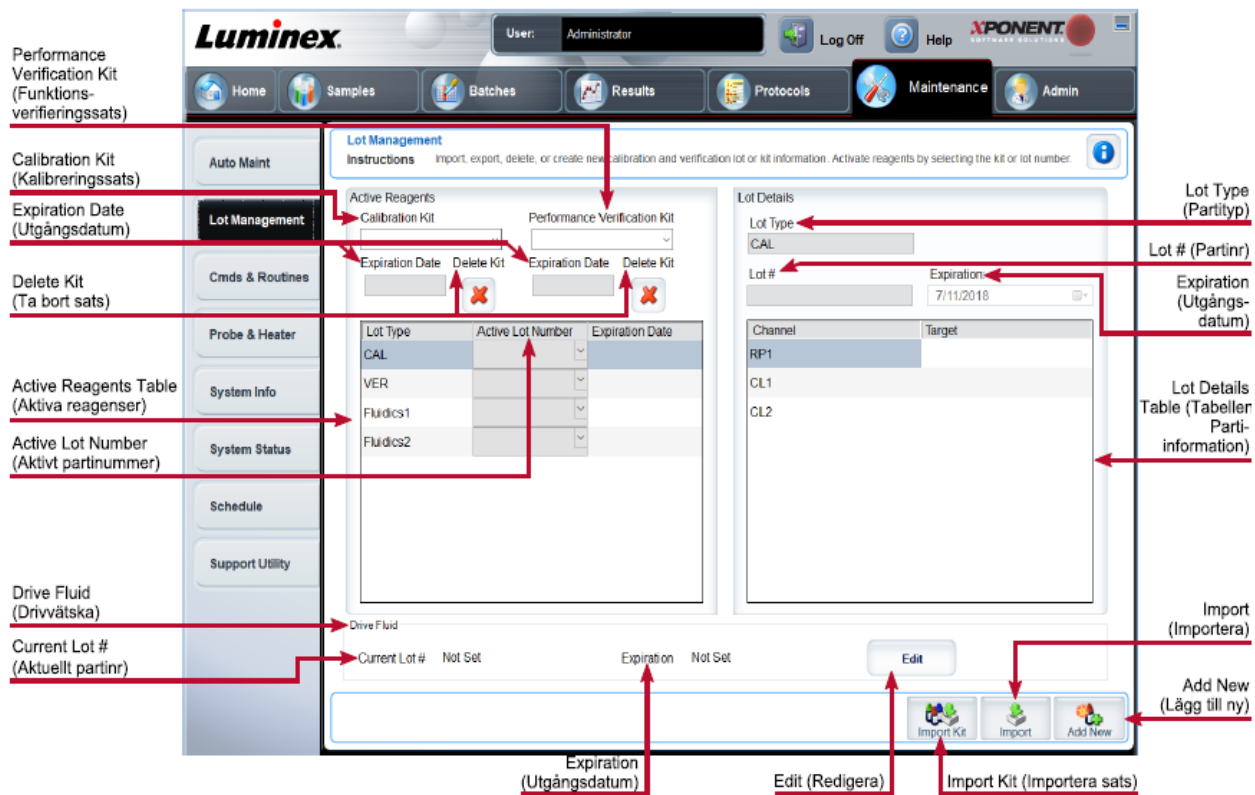 Luminex.
User: Administrator
Log Off
Help
XPONENT.
SOFTWARE SOLUTIONS
Home
Samples
Batches
Results
Protocols
Maintenance
Admin
Performance
Verification Kit
(Funktions-
verifieringssats)
Calibration Kit
(Kalibreringssats)
Expiration Date
(Utgångsdatum)
Delete Kit
(Ta bort sats)
Active Reagents Table
(Aktiva reagenser)
Active Lot Number
(Aktivt partinummer)
Drive Fluid
(Drivvätska)
Current Lot #
(Aktuellt partinr)
Auto Maint
Lot Management
Cmds & Routines
Probe & Heater
System Info
System Status
Schedule
Support Utility
Lot Management
Instructions Import, export, delete, or create new calibration and verification lot or kit information. Activate reagents by selecting the kit or lot number.
Active Reagents
Calibration Kit Performance Verification Kit
Expiration Date Delete Kit Expiration Date Delete Kit
Lot Type Active Lot Number Expiration Date
CAL
VER
Fluidics1
Fluidics2
Lot Details
Lot Type
CAL
Lot # Expiration
7/11/2018
Channel Target
RP1
CL1
CL2
Drive Fluid
Current Lot # Not Set Expiration Not Set Edit
Import Kit Import Add New
Lot Type
(Partityp)
Lot # (Partinr)
Expiration
(Utgångs-
datum)
Lot Details
Table (Tabellen
Parti-
information)
Import
(Importera)
Add New
(Lägg till ny)
Expiration
(Utgångsdatum)
Edit (Redigera)
Import Kit (Importera sats)